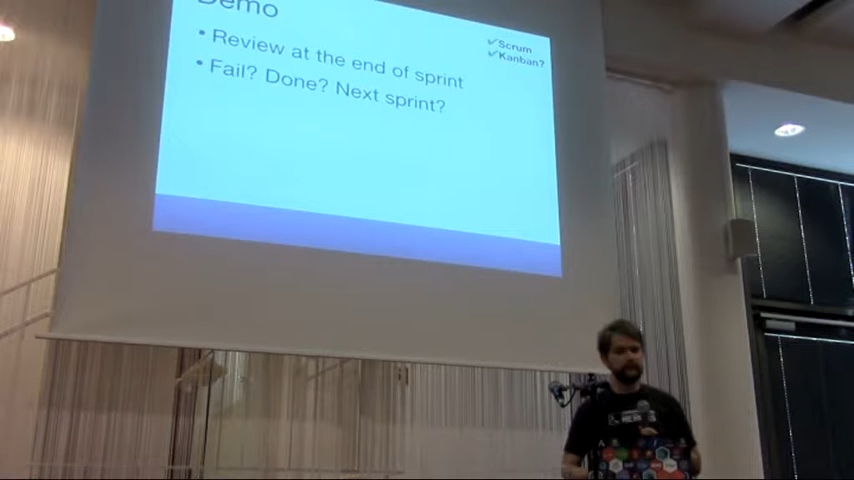 Demo
✓Scrum
✓Kanban?
• Review at the end of sprint
• Fail? Done? Next sprint?